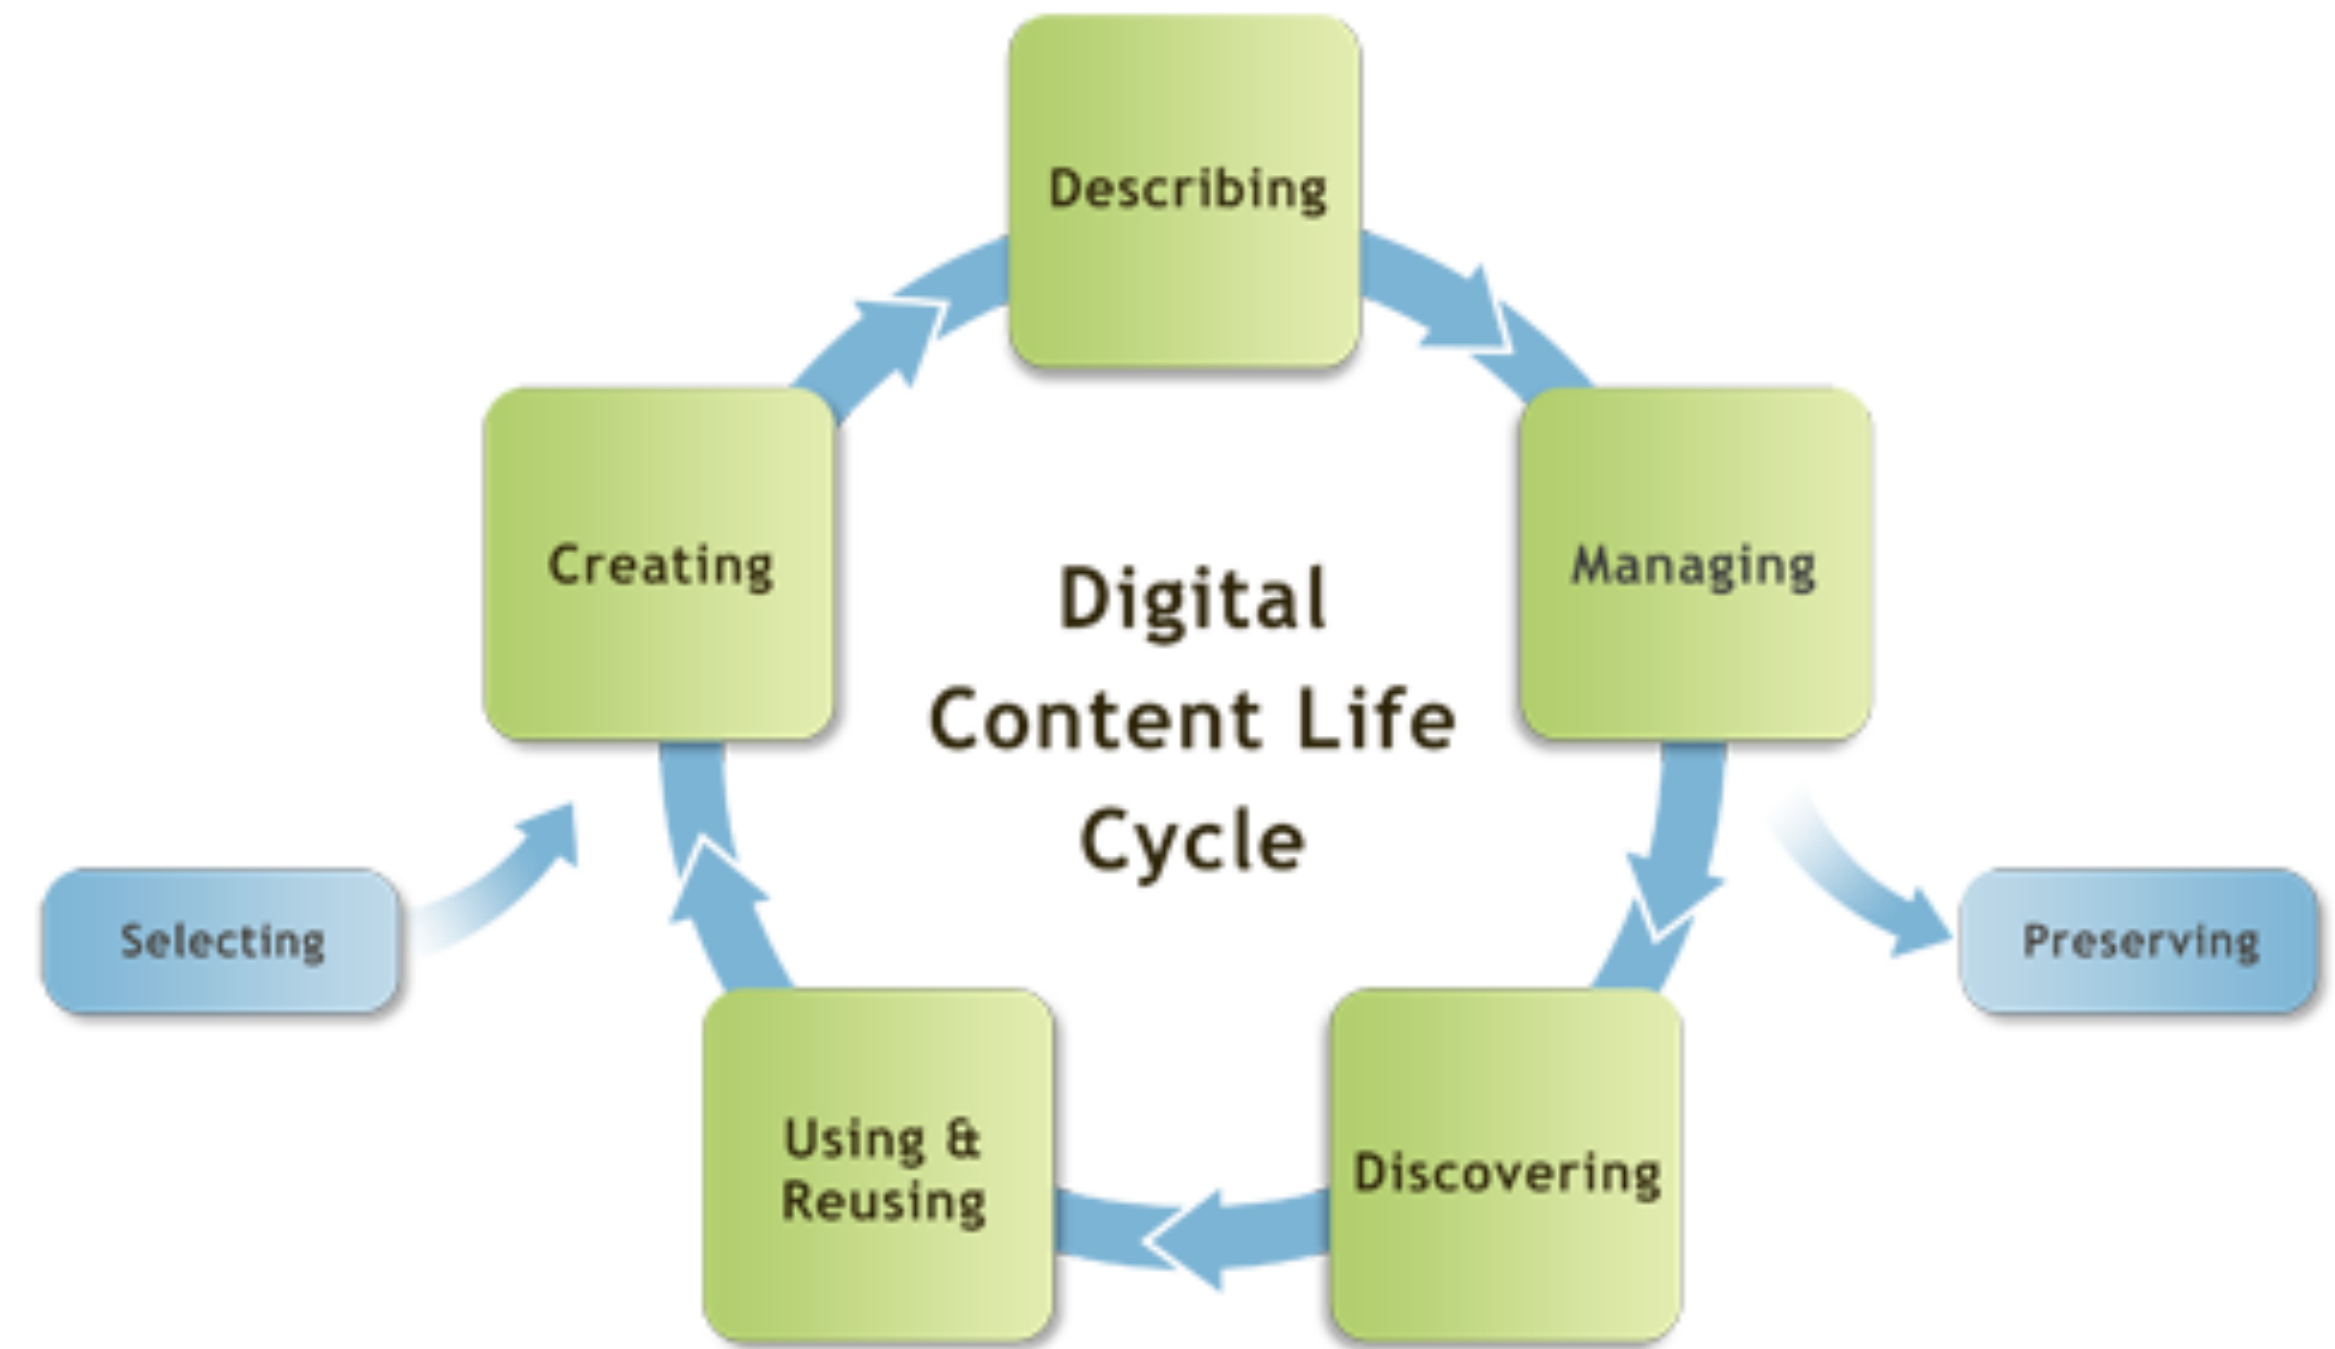 Describing
Creating
Managing
Digital
Content Life
Cycle
Selecting
Preserving
Using &
Reusing
Discovering